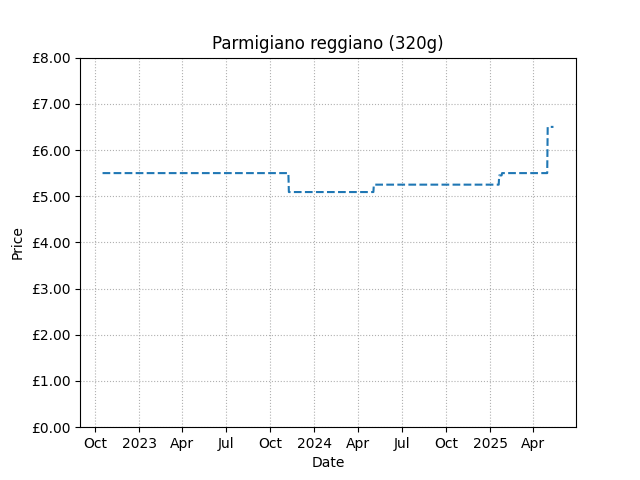 Parmigiano reggiano (320g)
£8.00
£7.00
£6.00
£5.00
£4.00
£3.00
£2.00
£1.00
£0.00
Price
Oct 2023 Apr Jul Oct 2024 Apr Jul Oct 2025 Apr
Date